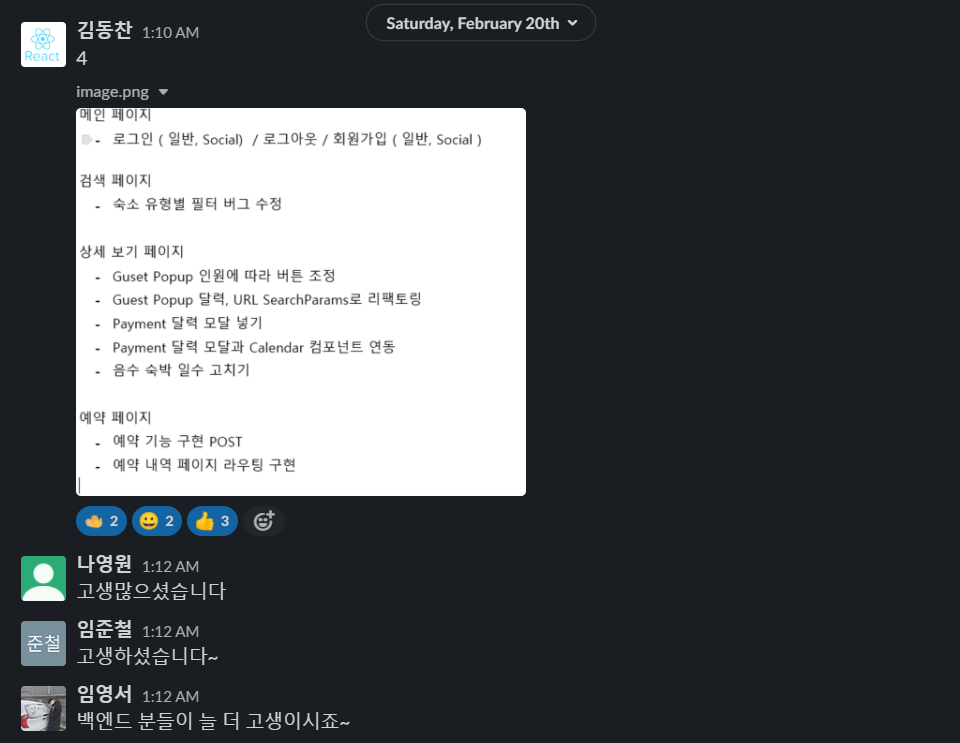 Saturday, February 20th
김동찬 1:10 AM
React
4
image.png
메인 페이지
- 로그인 ( 일반, Social) / 로그아웃 / 회원가입 ( 일반, Social )
검색 페이지
- 숙소 유형별 필터 버그 수정
상세 보기 페이지
- Guset Popup 인원에 따라 버튼 조정
- Guest Popup 달력, URL SearchParams로 리팩토링
- Payment 달력 모달 넣기
- Payment 달력 모달과 Calendar 컴포넌트 연동
- 음수 숙박 일수 고치기
예약 페이지
- 예약 기능 구현 POST
- 예약 내역 페이지 라우팅 구현
2 2 3
나영원 1:12 AM
고생많으셨습니다
임준철 1:12 AM
준철
고생하셨습니다~
임영서 1:12 AM
백엔드 분들이 늘 더 고생이시죠~